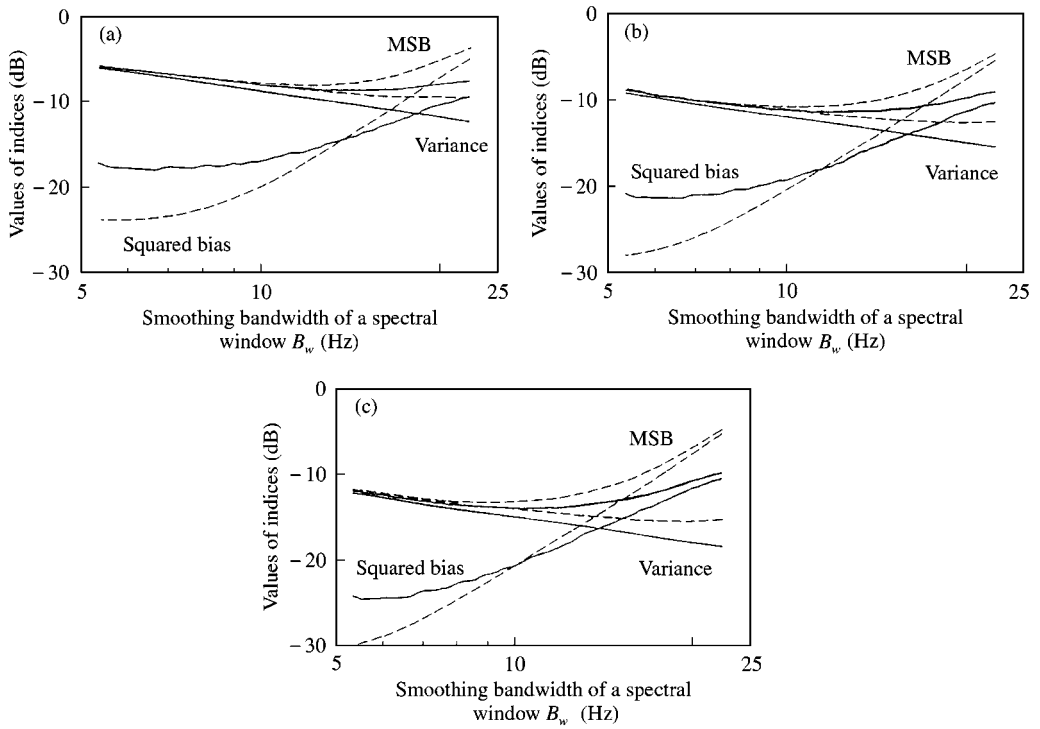 (a)
MSB
Variance
Squared bias
0
−10
−20
−30
5
10
25
Values of indices (dB)
Smoothing bandwidth of a spectral
window B_w (Hz)
(b)
MSB
Squared bias
Variance
0
−10
−20
−30
5
10
25
Values of indices (dB)
Smoothing bandwidth of a spectral
window B_w (Hz)
(c)
MSB
Squared bias
Variance
0
−10
−20
−30
5
10
25
Values of indices (dB)
Smoothing bandwidth of a spectral
window B_w (Hz)